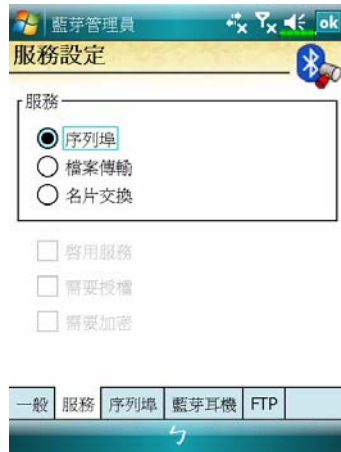 藍芽管理員 ok
服務設定
服務
序列埠
檔案傳輸
名片交換
啓用服務
需要授權
需要加密
一般 服務 序列埠 藍芽耳機 FTP
ㄅ